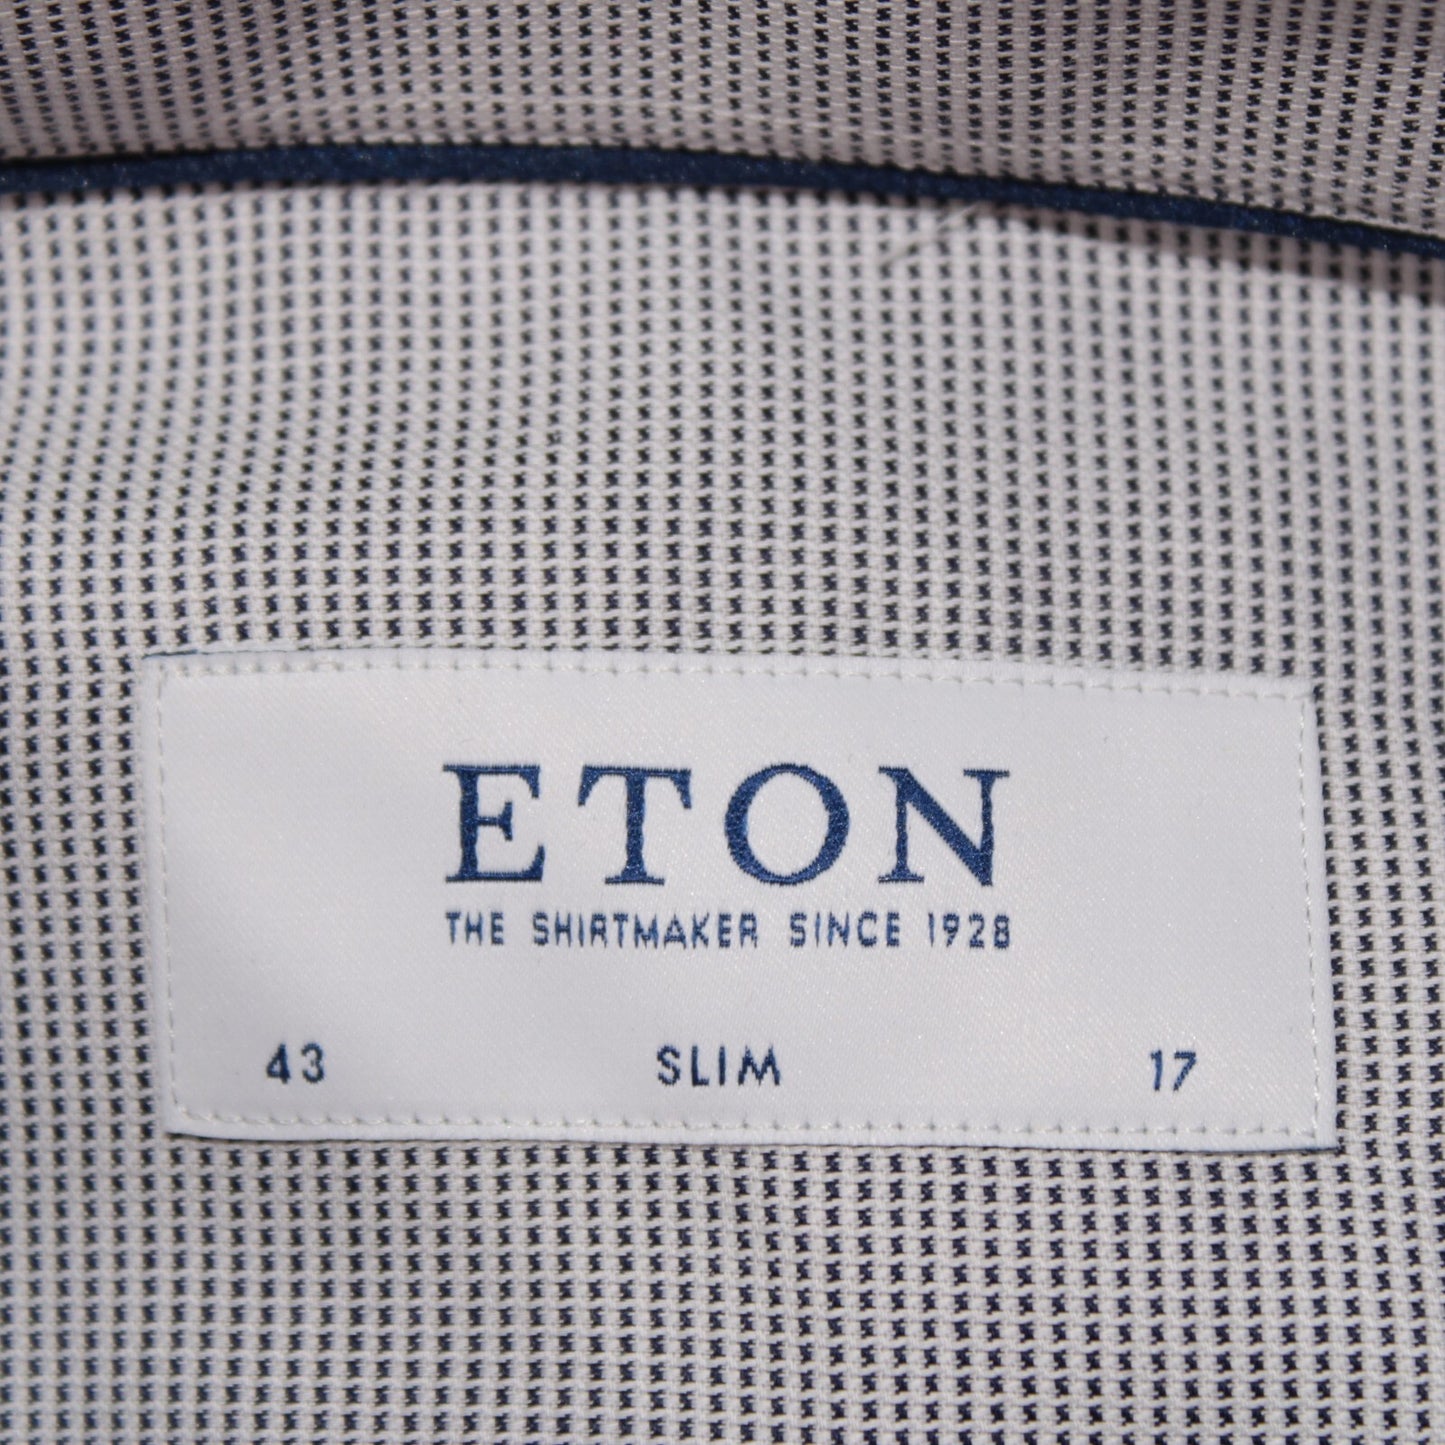 ETON
THE SHIRTMAKER SINCE 1928
43 SLIM 17